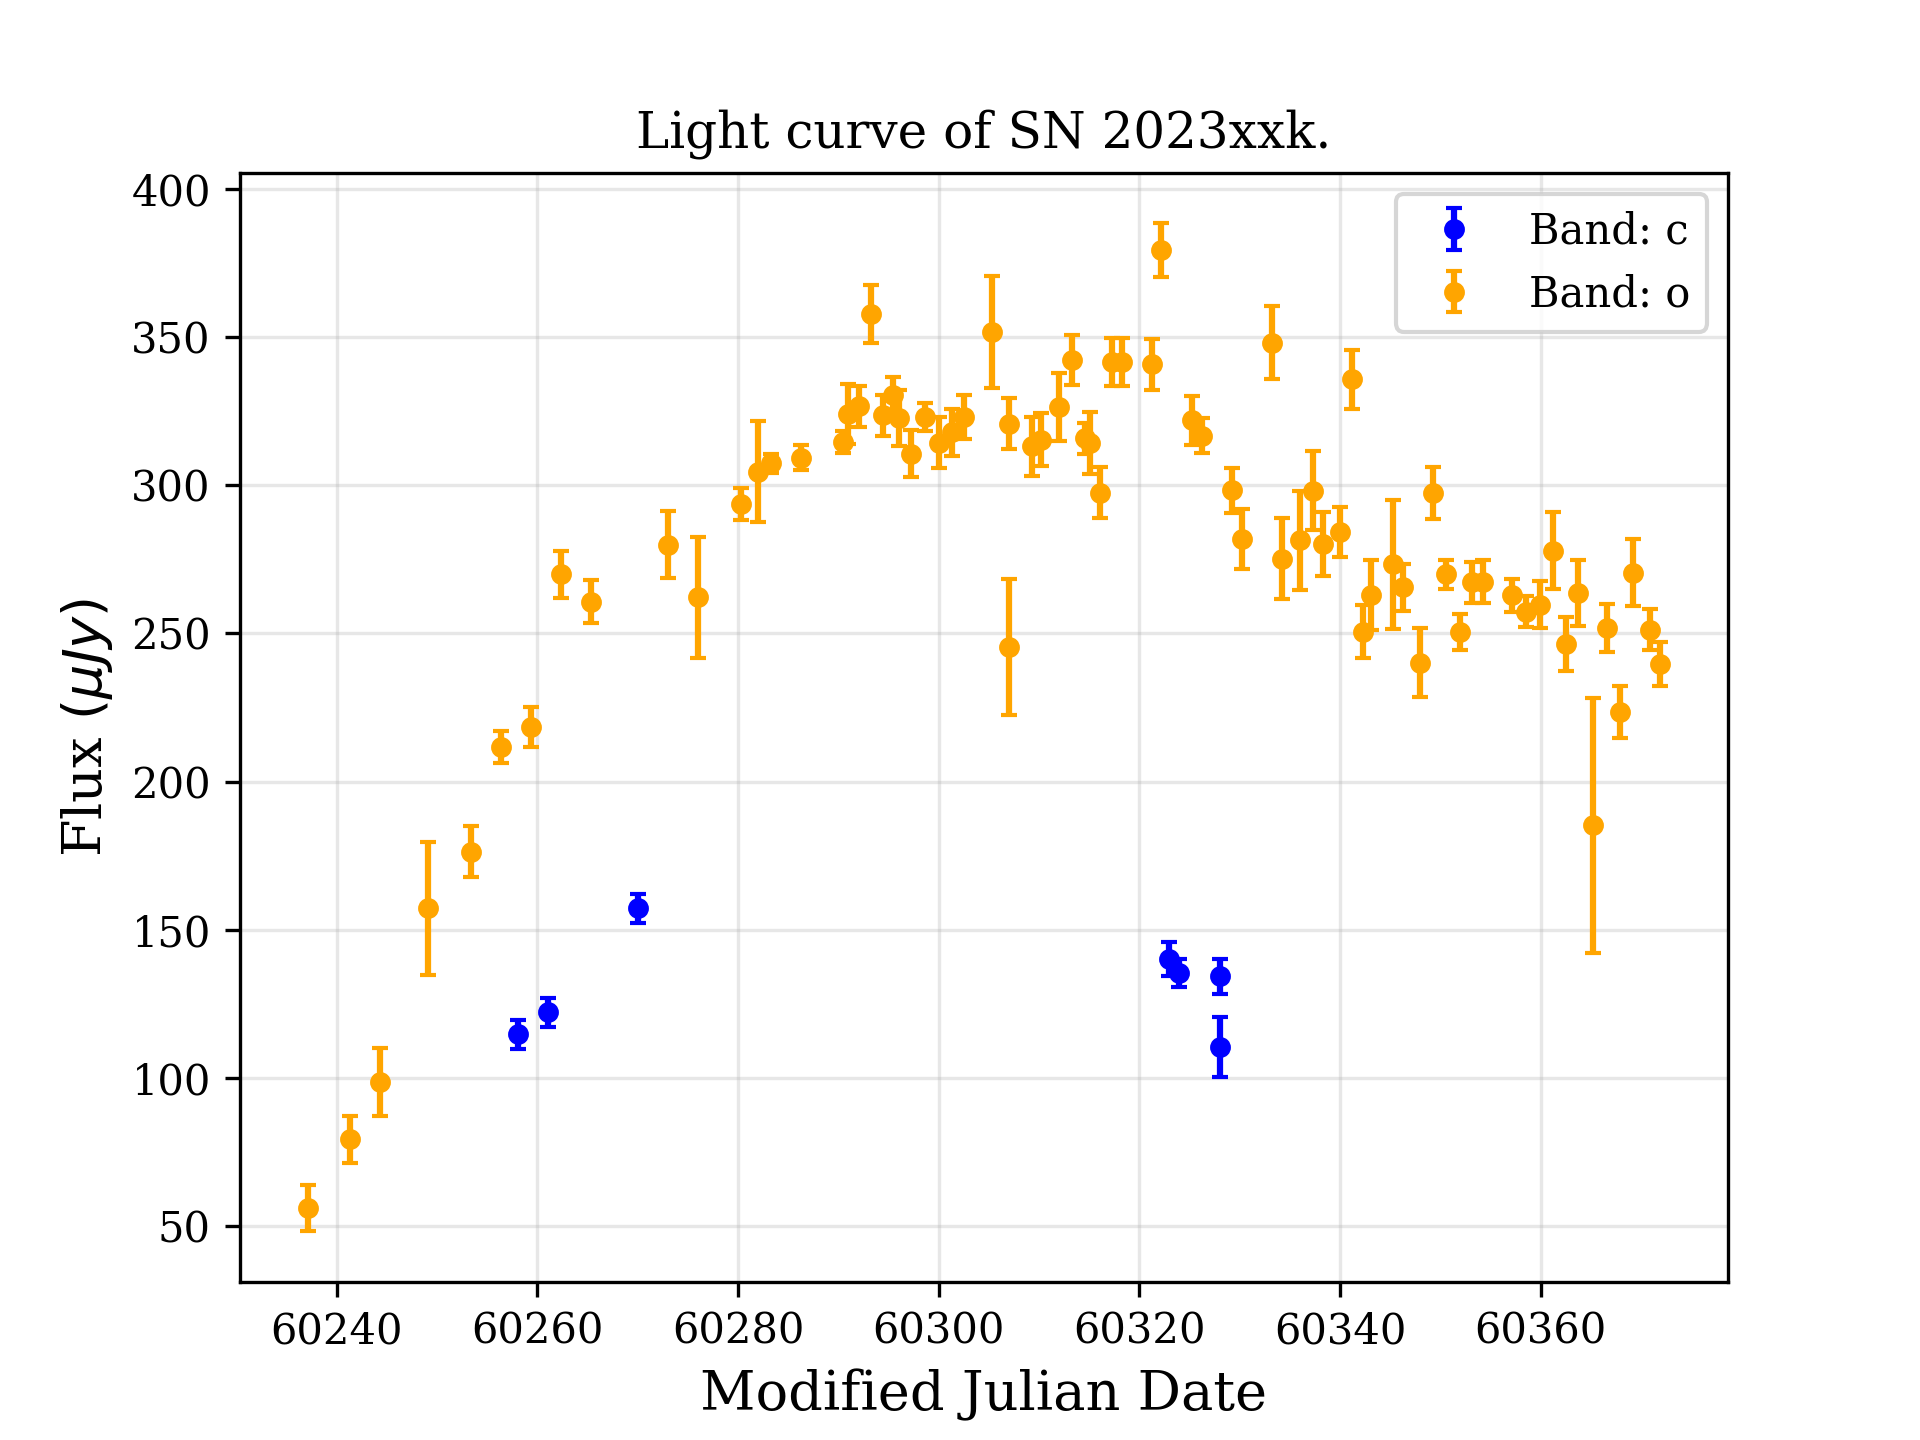 Light curve of SN 2023xxk.
Band: c
Band: o
400
350
300
250
200
150
100
50
Flux (μJy)
60240 60260 60280 60300 60320 60340 60360
Modified Julian Date